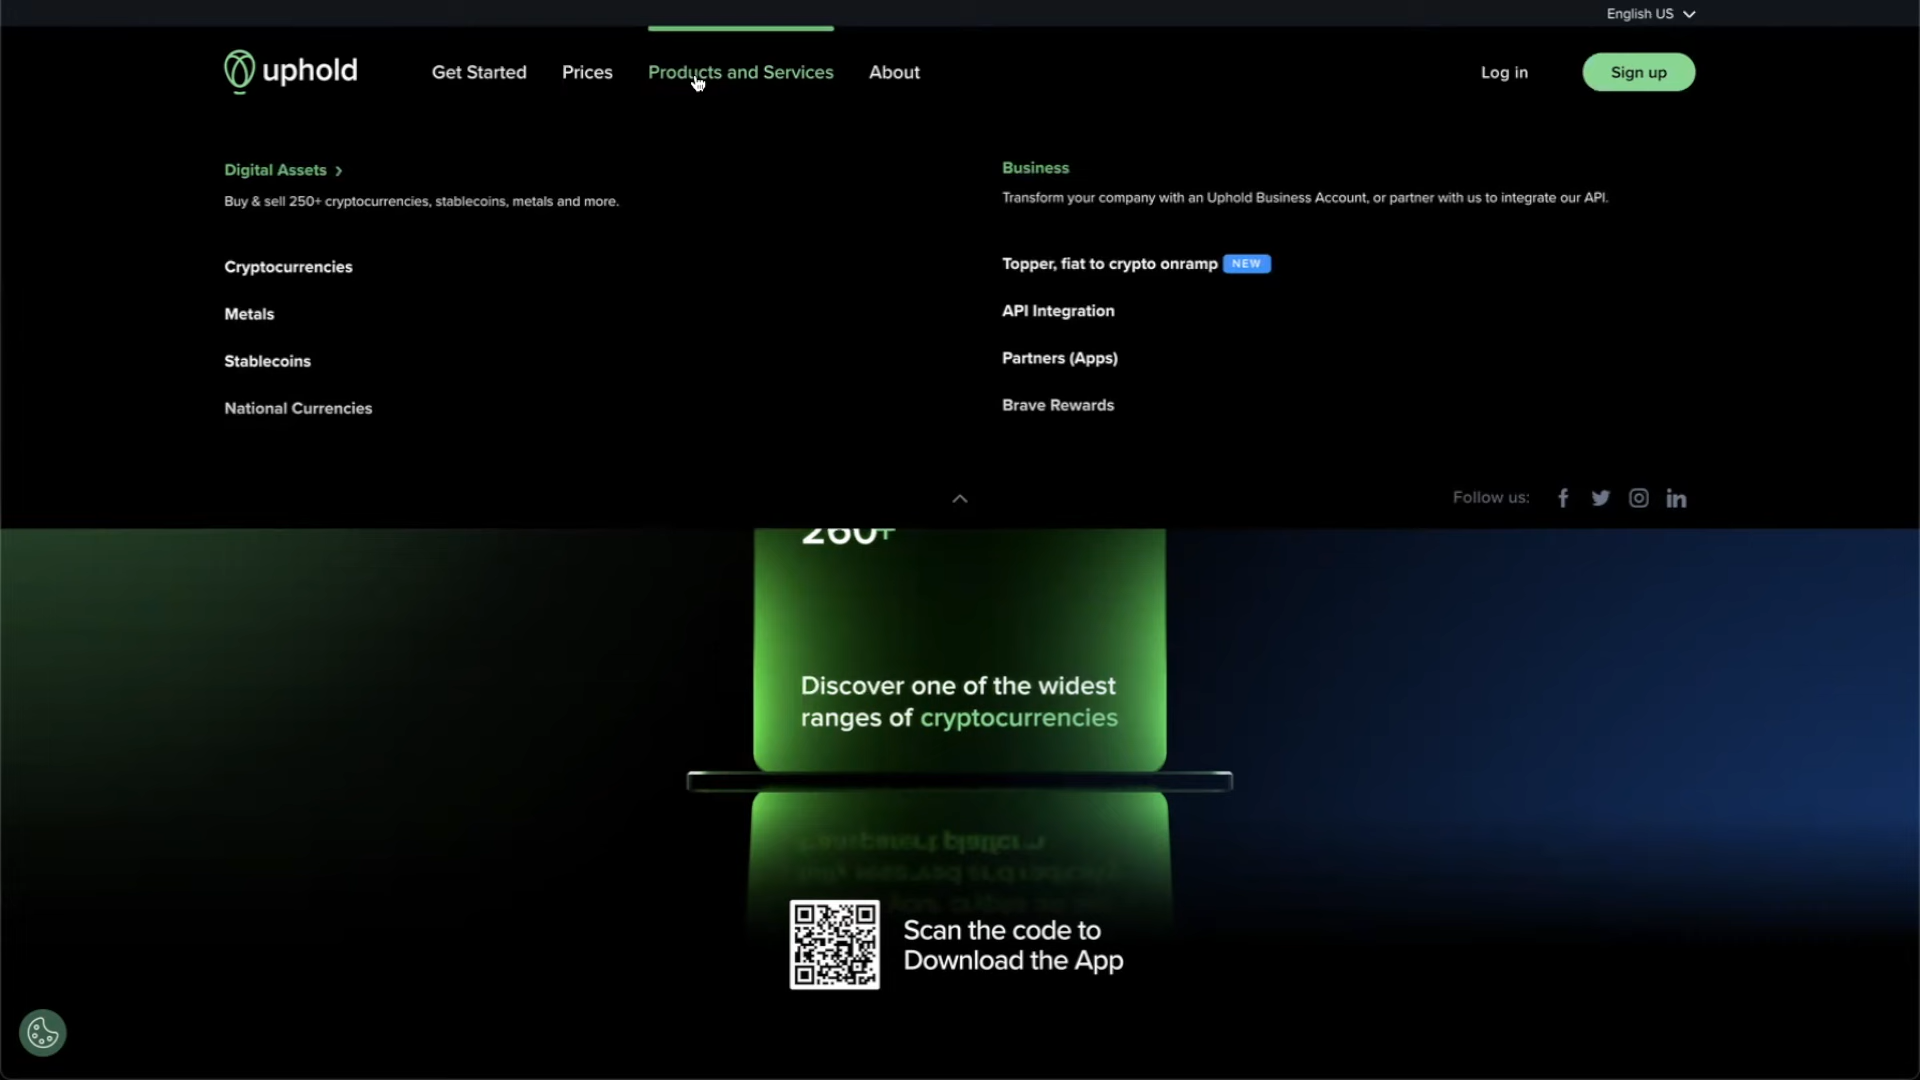 English US
uphold
Get Started
Prices
Products and Services
About
Log in
Sign up
Digital Assets
Buy & sell 250+ cryptocurrencies, stablecoins, metals and more.
Cryptocurrencies
Metals
Stablecoins
National Currencies
Business
Transform your company with an Uphold Business Account, or partner with us to integrate our API.
Topper, fiat to crypto onramp NEW
API Integration
Partners (Apps)
Brave Rewards
Follow us:
260+
Discover one of the widest
ranges of cryptocurrencies
Scan the code to
Download the App